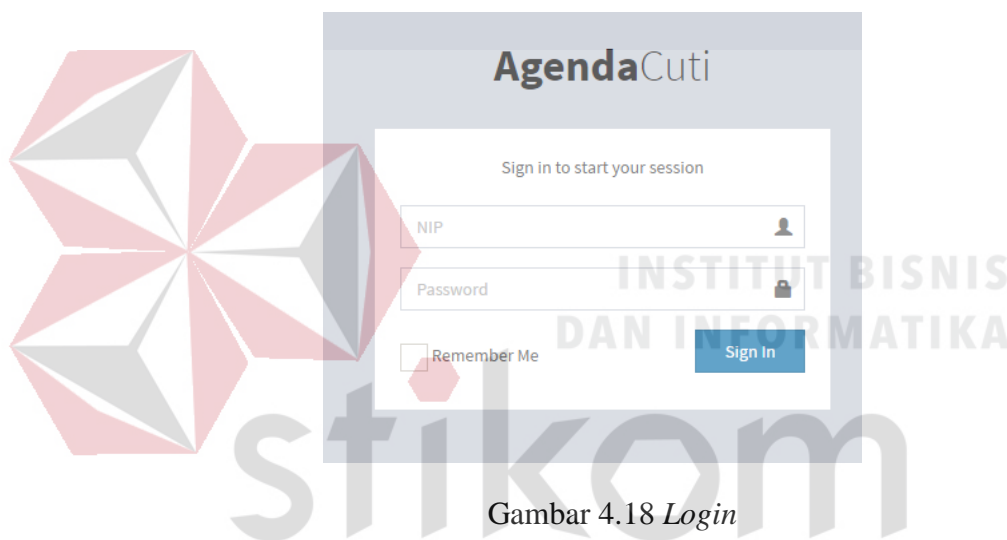 AgendaCuti
Sign in to start your session
NIP
Password
Remember Me
Sign In
INSTITUT BISNIS
DAN INFORMATIKA
stikom
Gambar 4.18 Login